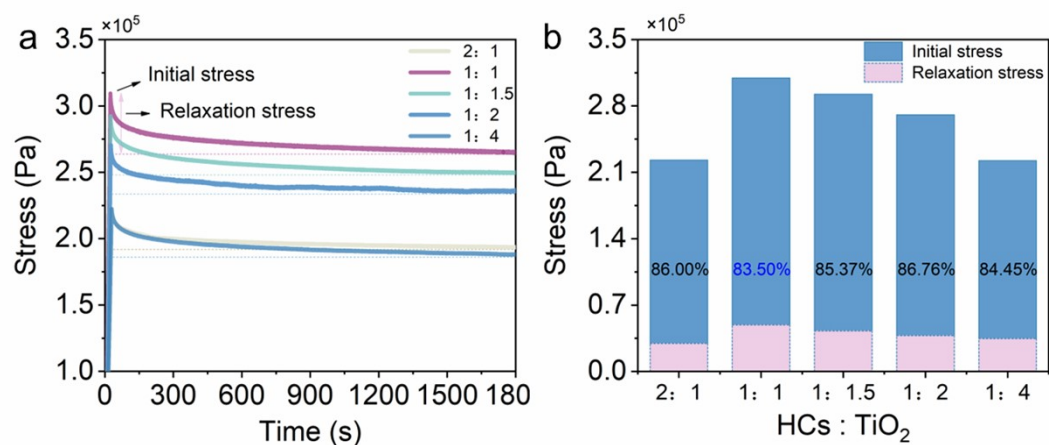 a
×10⁵
3.5
3.0
2.5
2.0
1.5
1.0
Stress (Pa)
Initial stress
Relaxation stress
2：1
1：1
1：1.5
1：2
1：4
0 300 600 900 1200 1500 1800
Time (s)
b
×10⁵
3.5
2.8
2.1
1.4
0.7
0.0
Stress (Pa)
Initial stress
Relaxation stress
86.00% 83.50% 85.37% 86.76% 84.45%
2：1 1：1 1：1.5 1：2 1：4
HCs : TiO₂